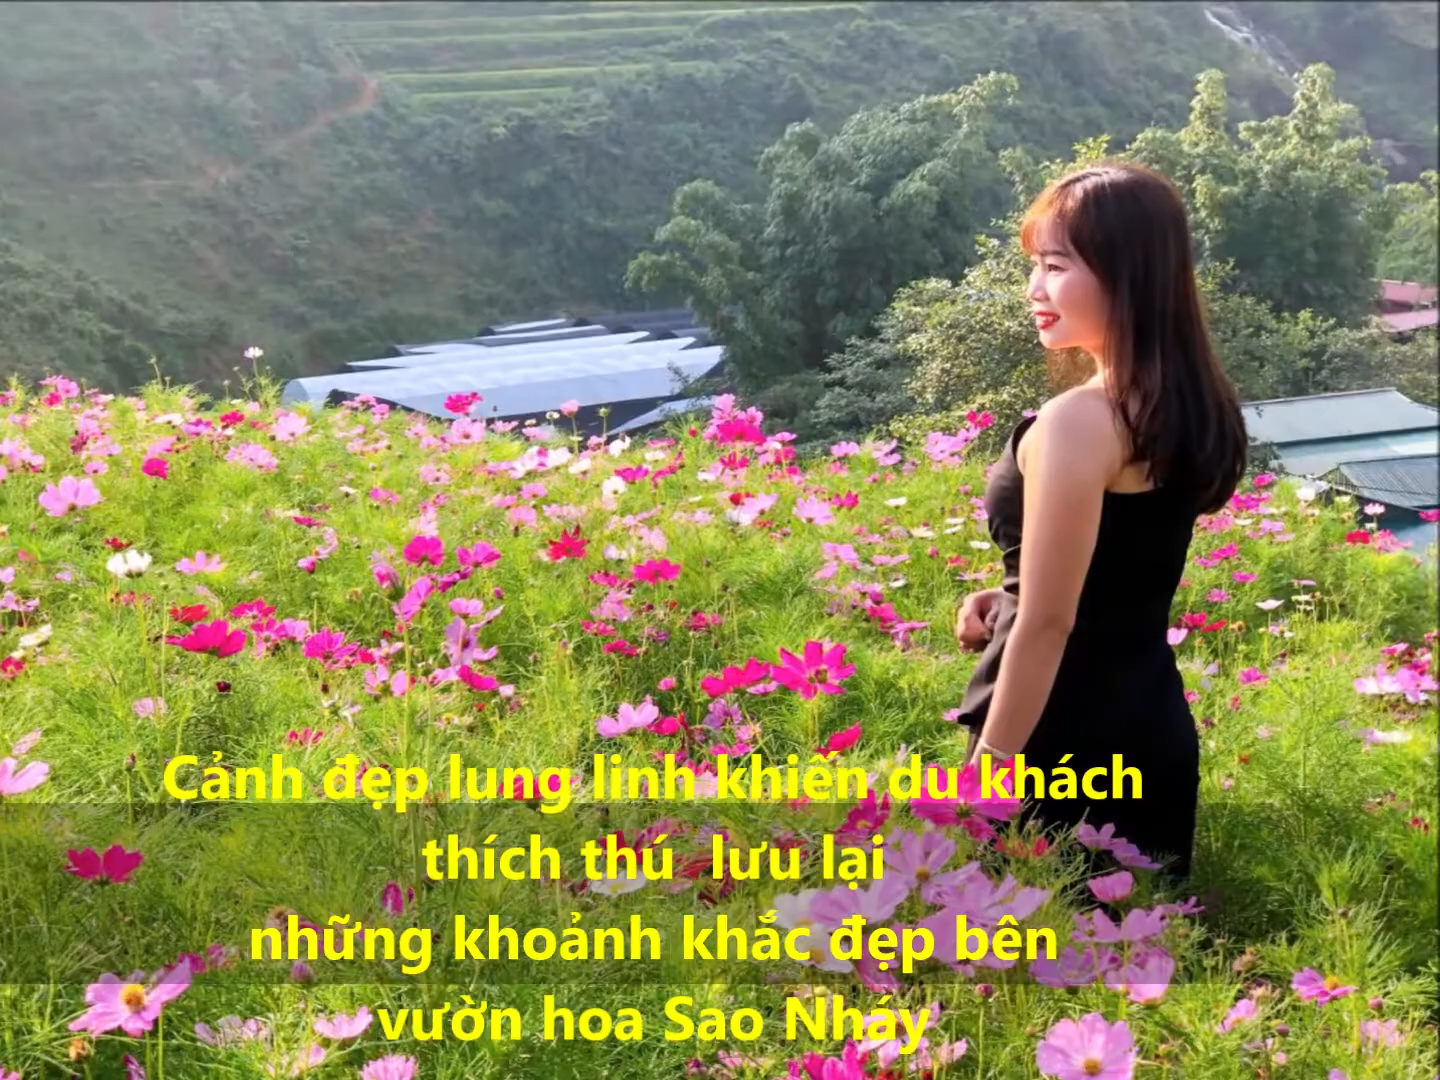 Cảnh đẹp lung linh khiến du khách
thích thú lưu lại
những khoảnh khắc đẹp bên
vườn hoa Sao Nháy